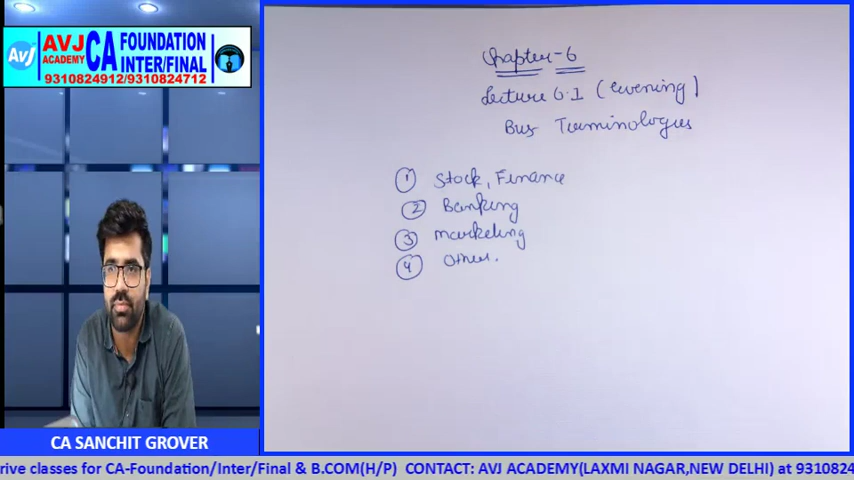 AVJ
ACADEMY
CA
FOUNDATION
INTER/FINAL
9310824912/9310824712
AVJ
Chapter-6
Lecture 6.1 (evening)
Bus Terminologies
① Stock, Finance
② Banking
③ Marketing
④ Other.
CA SANCHIT GROVER
rive classes for CA-Foundation/Inter/Final & B.COM(H/P) CONTACT: AVJ ACADEMY(LAXMI NAGAR,NEW DELHI) at 9310824